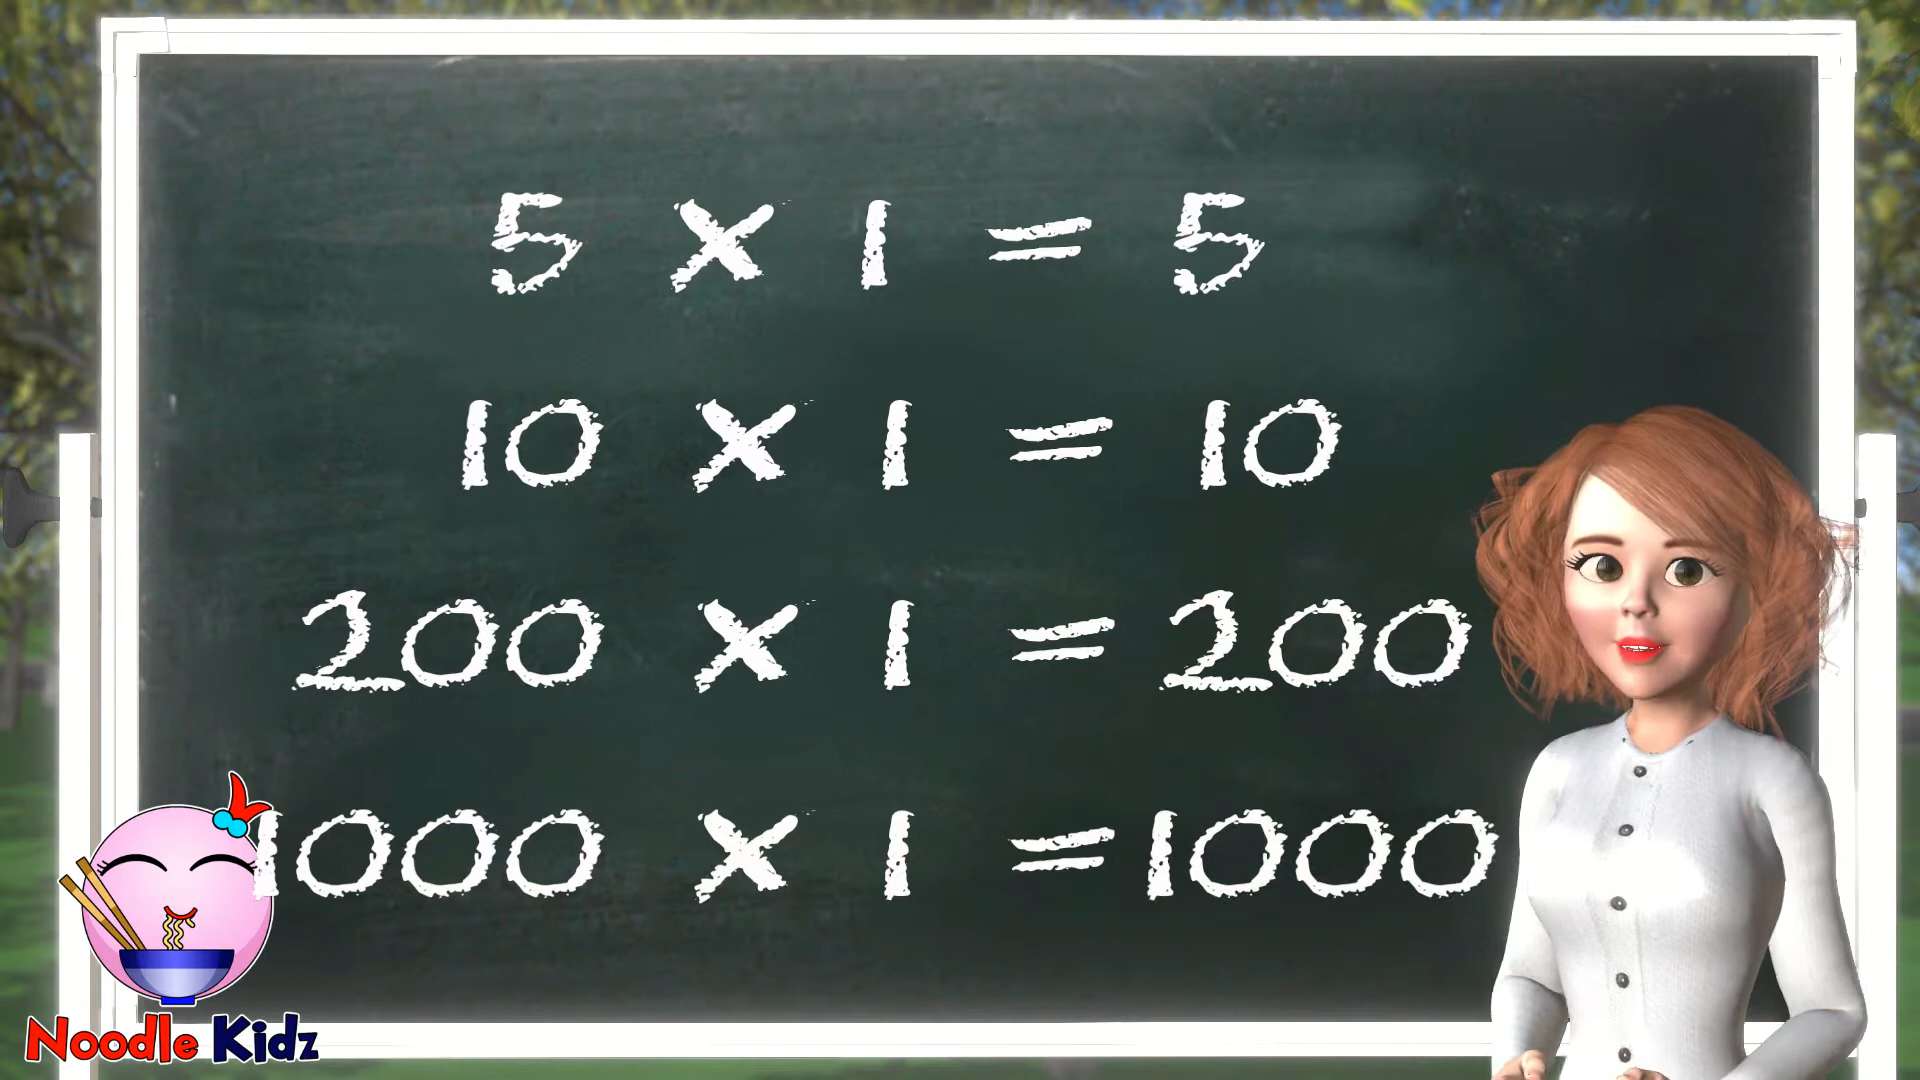 5 x 1 = 5
10 x 1 = 10
200 x 1 = 200
1000 x 1 = 1000
Noodle Kidz